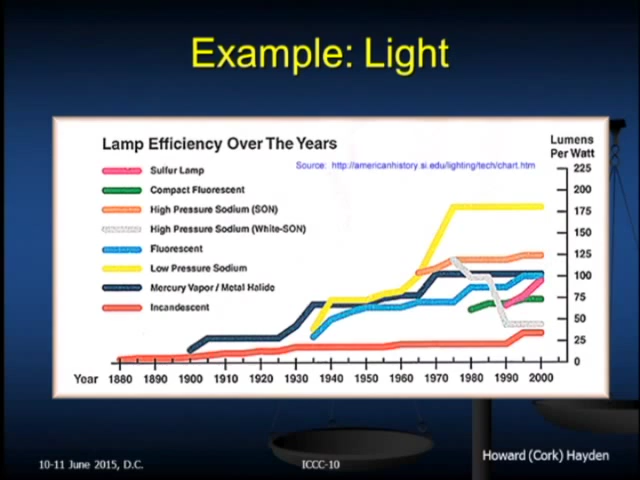 Example: Light
Lamp Efficiency Over The Years
Lumens
Per Watt
Source: http://americanhistory.si.edu/lighting/tech/chart.htm
Sulfur Lamp
Compact Fluorescent
High Pressure Sodium (SON)
High Pressure Sodium (White-SON)
Fluorescent
Low Pressure Sodium
Mercury Vapor / Metal Halide
Incandescent
225
200
175
150
125
100
75
50
25
0
Year 1880 1890 1900 1910 1920 1930 1940 1950 1960 1970 1980 1990 2000
10-11 June 2015, D.C.
ICCC-10
Howard (Cork) Hayden